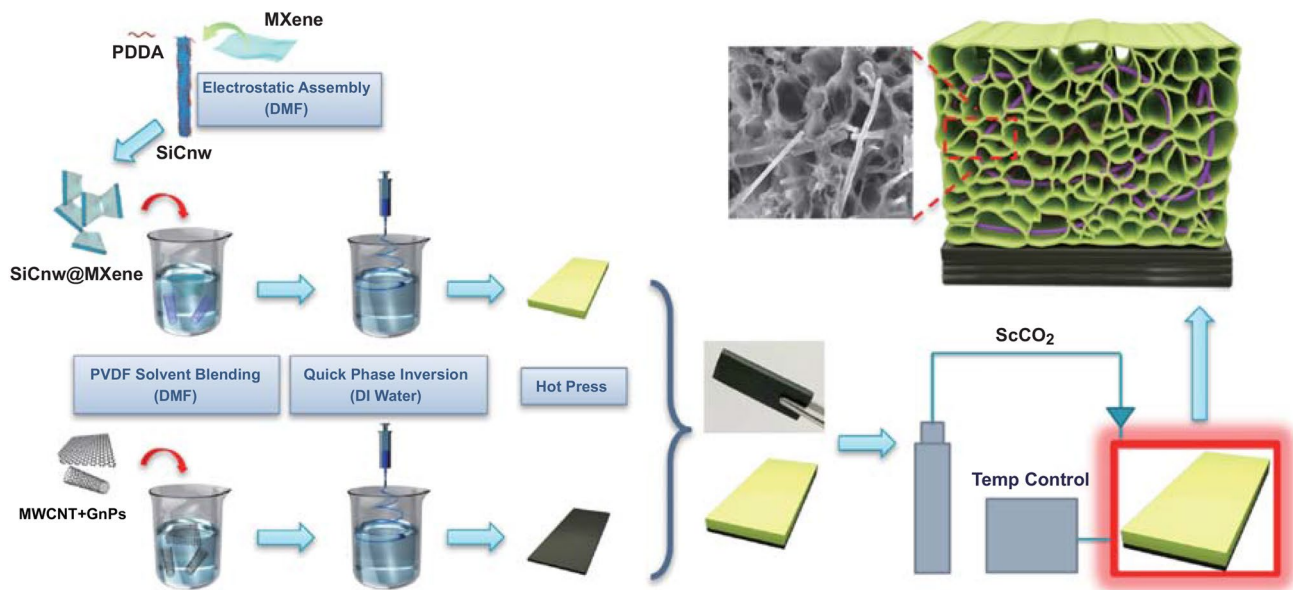 MXene
PDDA
Electrostatic Assembly
(DMF)
SiCnw
SiCnw@MXene
PVDF Solvent Blending
(DMF)
Quick Phase Inversion
(DI Water)
Hot Press
MWCNT+GnPs
ScCO₂
Temp Control